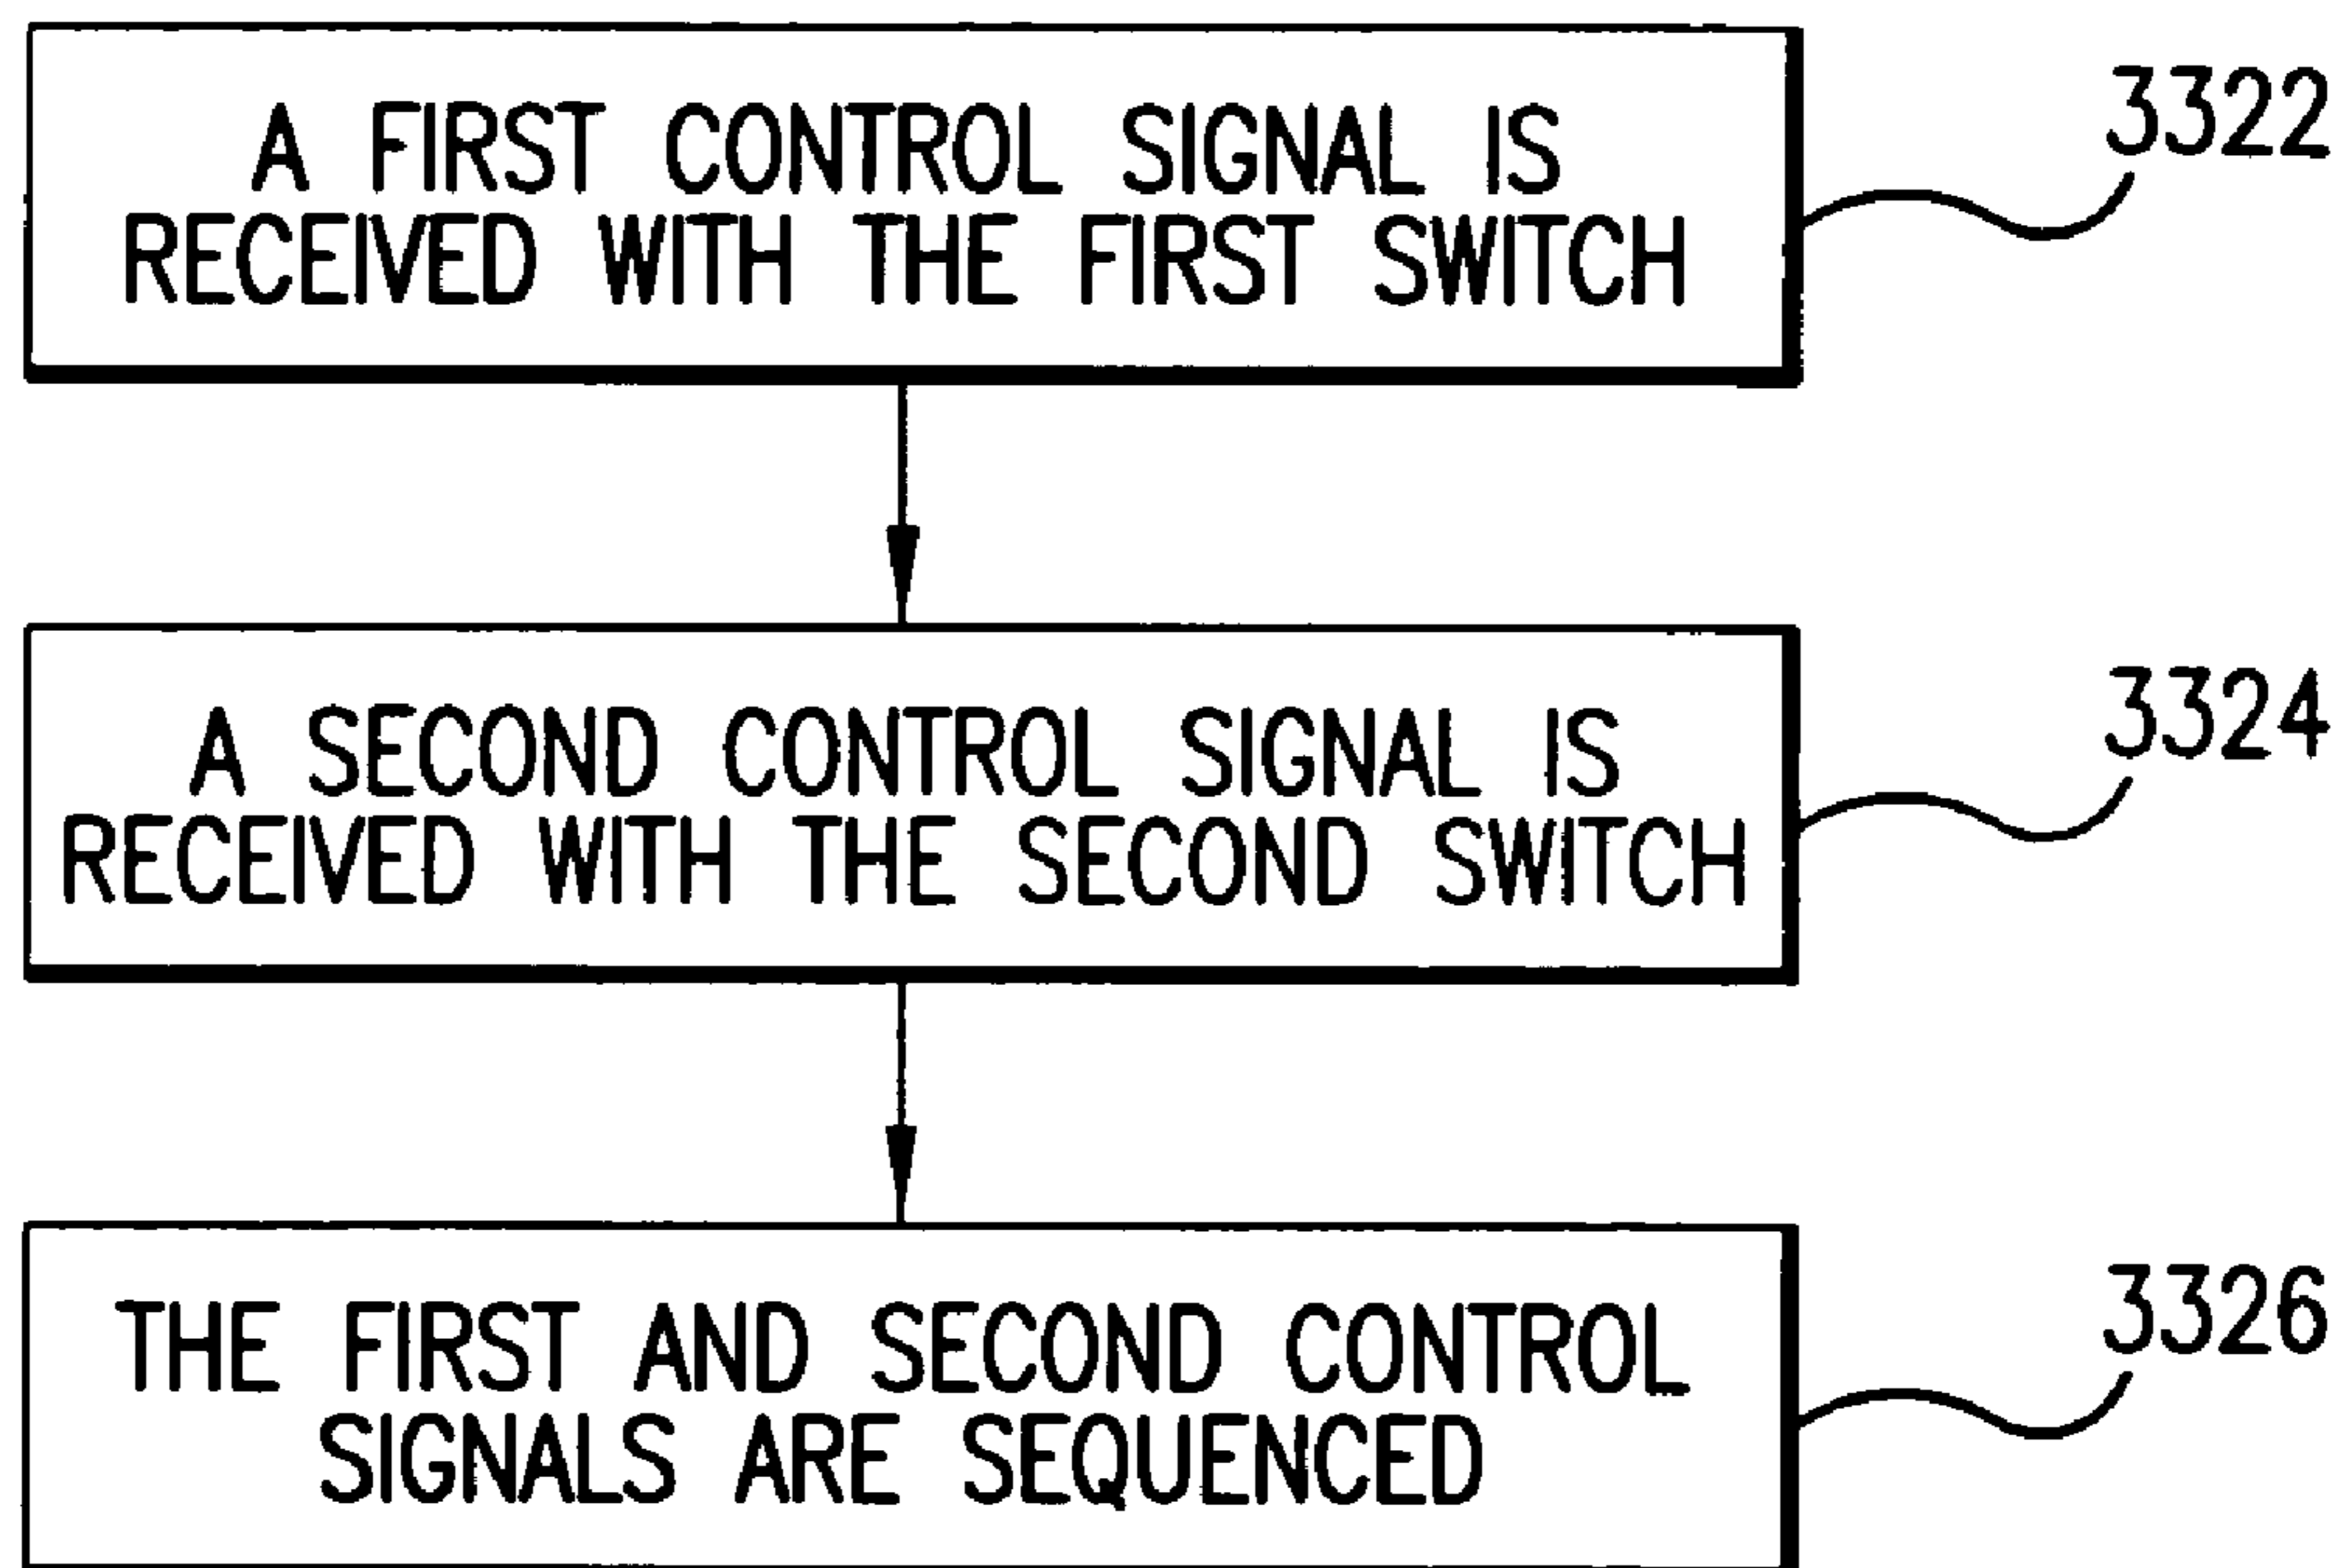 A FIRST CONTROL SIGNAL IS
RECEIVED WITH THE FIRST SWITCH
3322
A SECOND CONTROL SIGNAL IS
RECEIVED WITH THE SECOND SWITCH
3324
THE FIRST AND SECOND CONTROL
SIGNALS ARE SEQUENCED
3326